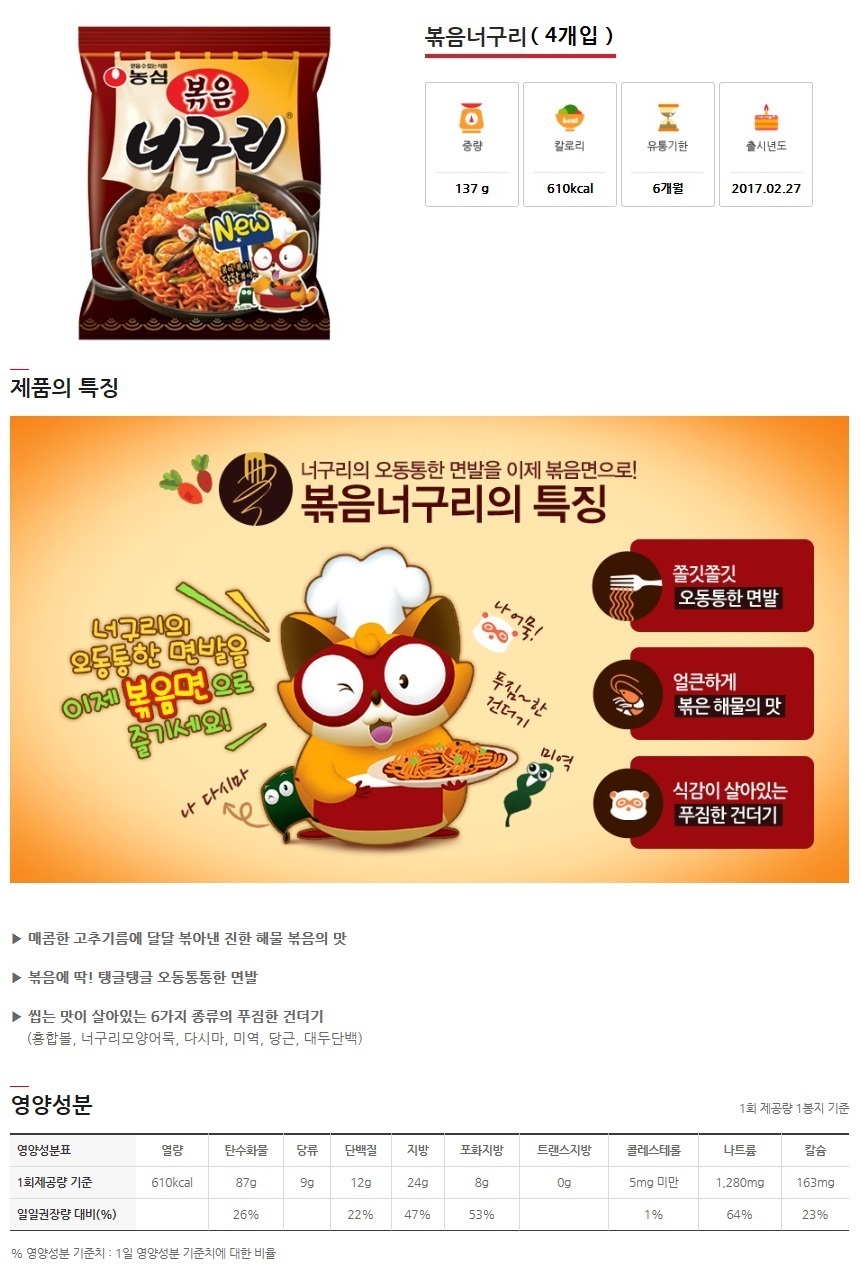 볶음너구리( 4개입 )
믿을 수 있는 식품
농심
볶음
너구리
®
New
중량
칼로리
유통기한
출시년도
kcal
137 g
610kcal
6개월
2017.02.27
제품의 특징
너구리의 오동통한 면발을 이제 볶음면으로!
볶음너구리의 특징
너구리의
오동통한 면발을
이제 볶음면으로
즐기세요!
나 어묵!
푸짐~한
건더기
미역
나 다시마
쫄깃쫄깃
오동통한 면발
얼큰하게
볶은 해물의 맛
식감이 살아있는
푸짐한 건더기
▶ 매콤한 고추기름에 달달 볶아낸 진한 해물 볶음의 맛
▶ 볶음에 딱! 탱글탱글 오동통통한 면발
▶ 씹는 맛이 살아있는 6가지 종류의 푸짐한 건더기
(홍합볼, 너구리모양어묵, 다시마, 미역, 당근, 대두단백)
영양성분
1회 제공량 1봉지 기준
영양성분표 열량 탄수화물 당류 단백질 지방 포화지방 트랜스지방 콜레스테롤 나트륨 칼슘
1회제공량 기준 610kcal 87g 9g 12g 24g 8g 0g 5mg 미만 1,280mg 163mg
일일권장량 대비(%) 26% 22% 47% 53% 1% 64% 23%
% 영양성분 기준치 : 1일 영양성분 기준치에 대한 비율